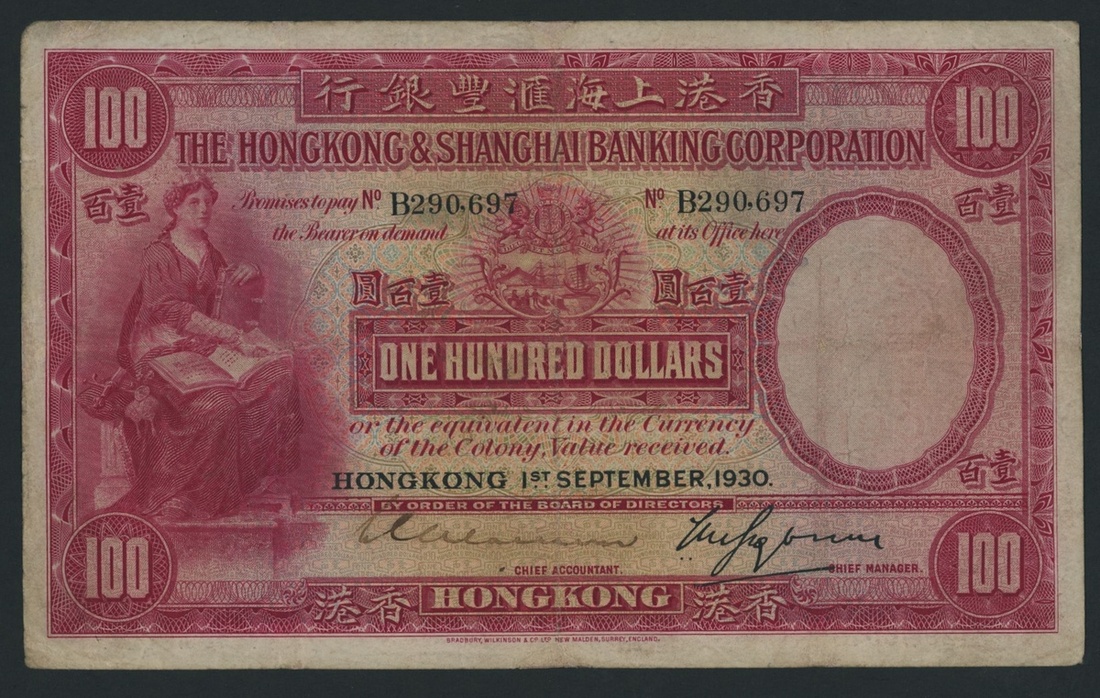 行銀豐滙海上港香
100 100
THE HONGKONG & SHANGHAI BANKING CORPORATION
百壹 百壹
Promises to pay Nº B290,697 Nº B290,697
the Bearer on demand at its Office here
圓百壹 圓百壹
ONE HUNDRED DOLLARS
or the equivalent in the Currency
of the Colony, Value received.
百壹
HONGKONG 1ST SEPTEMBER, 1930.
BY ORDER OF THE BOARD OF DIRECTORS
CHIEF ACCOUNTANT. CHIEF MANAGER.
100 100
港香 HONGKONG 港香
BRADBURY, WILKINSON & Cº LTD NEW MALDEN, SURREY, ENGLAND.